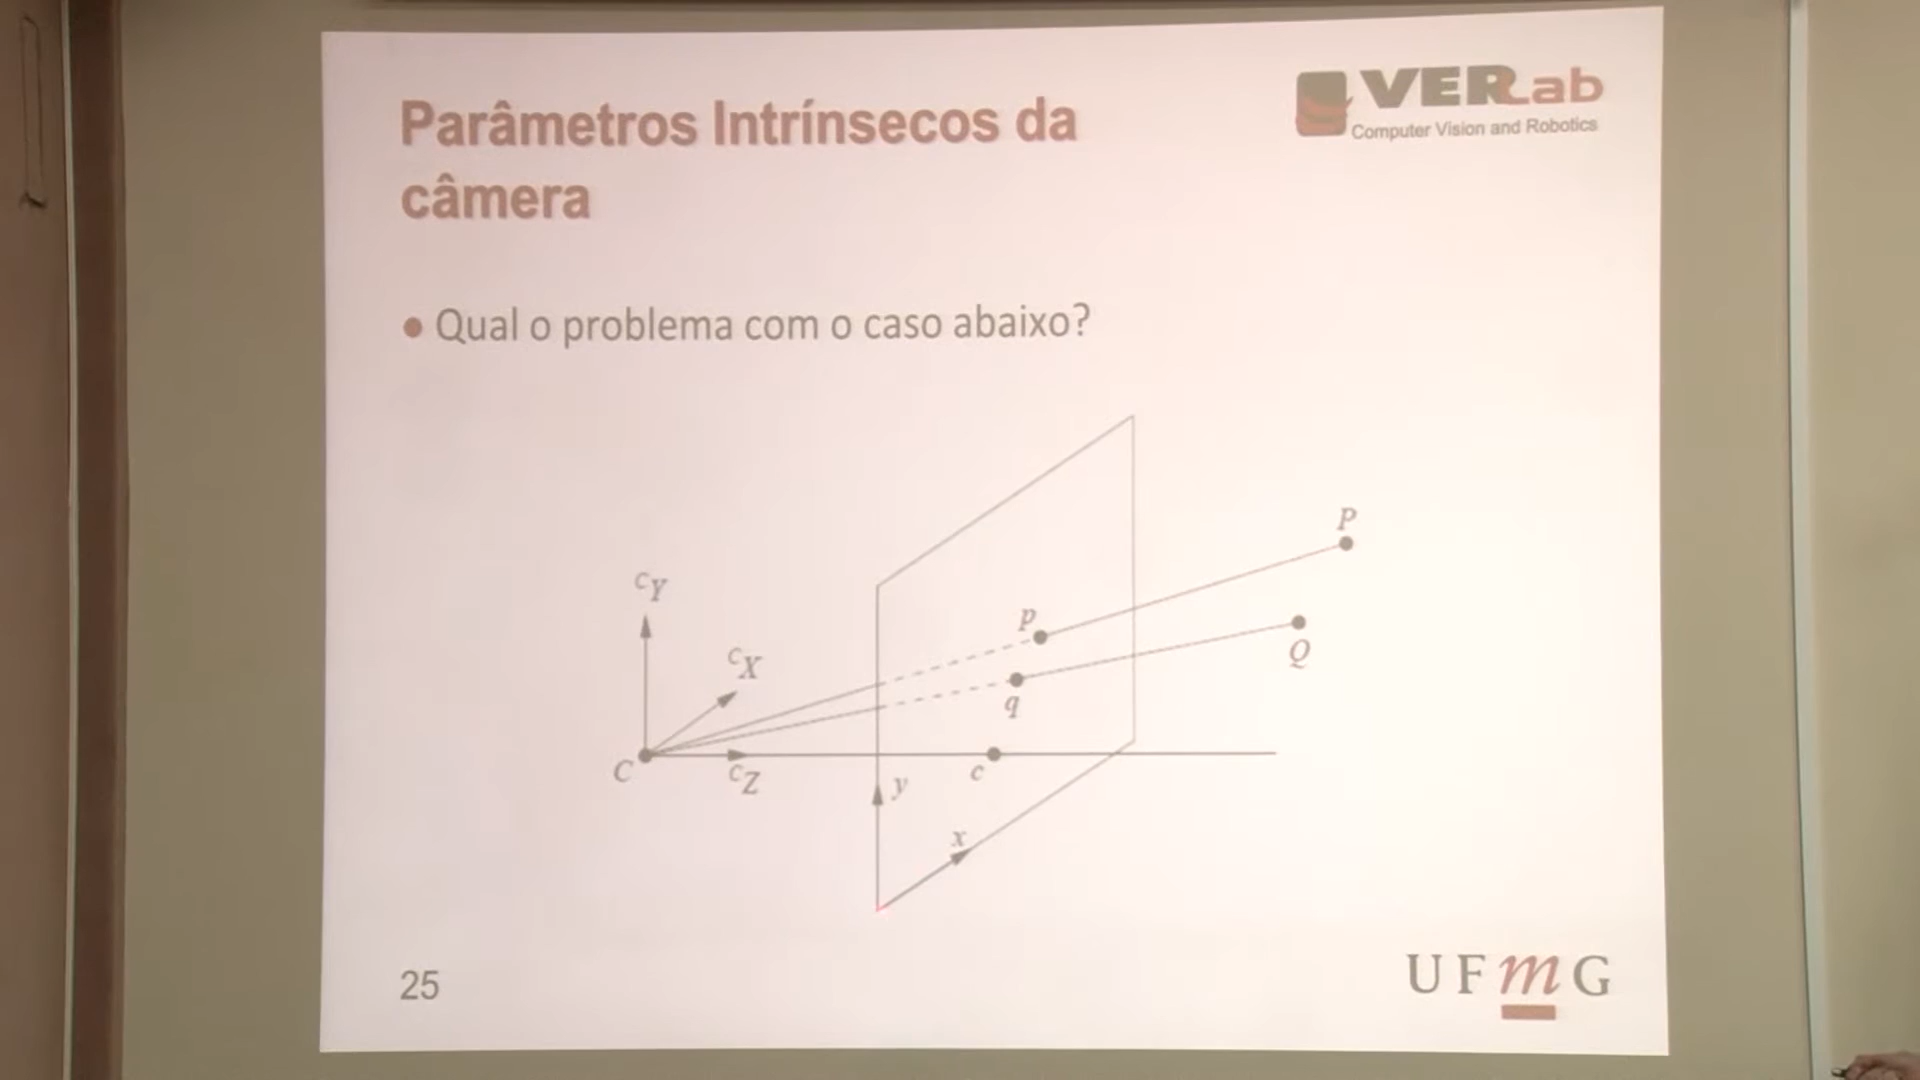 Parâmetros Intrínsecos da
câmera
VERLab
Computer Vision and Robotics
Qual o problema com o caso abaixo?
P
CY
p
CX
Q
q
C
CZ
c
y
x
25
UFmG